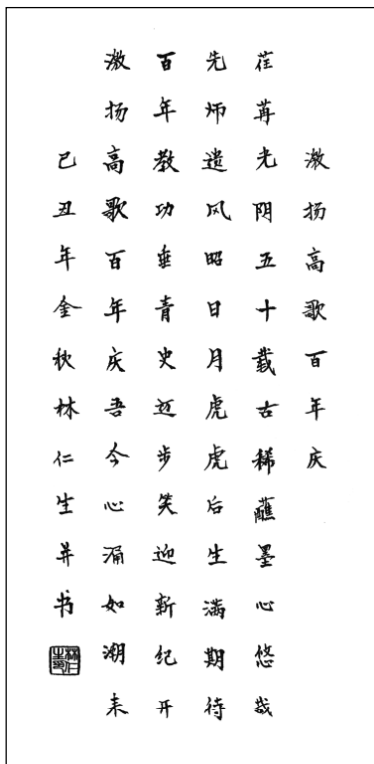 激扬高歌百年庆
荏苒光阴五十载古稀蘸墨心悠哉
先师遗风昭日月虎虎后生满期待
百年教功垂青史迈步笑迎新纪开
激扬高歌百年庆吾今心涌如潮来
己丑年金秋林仁生并书